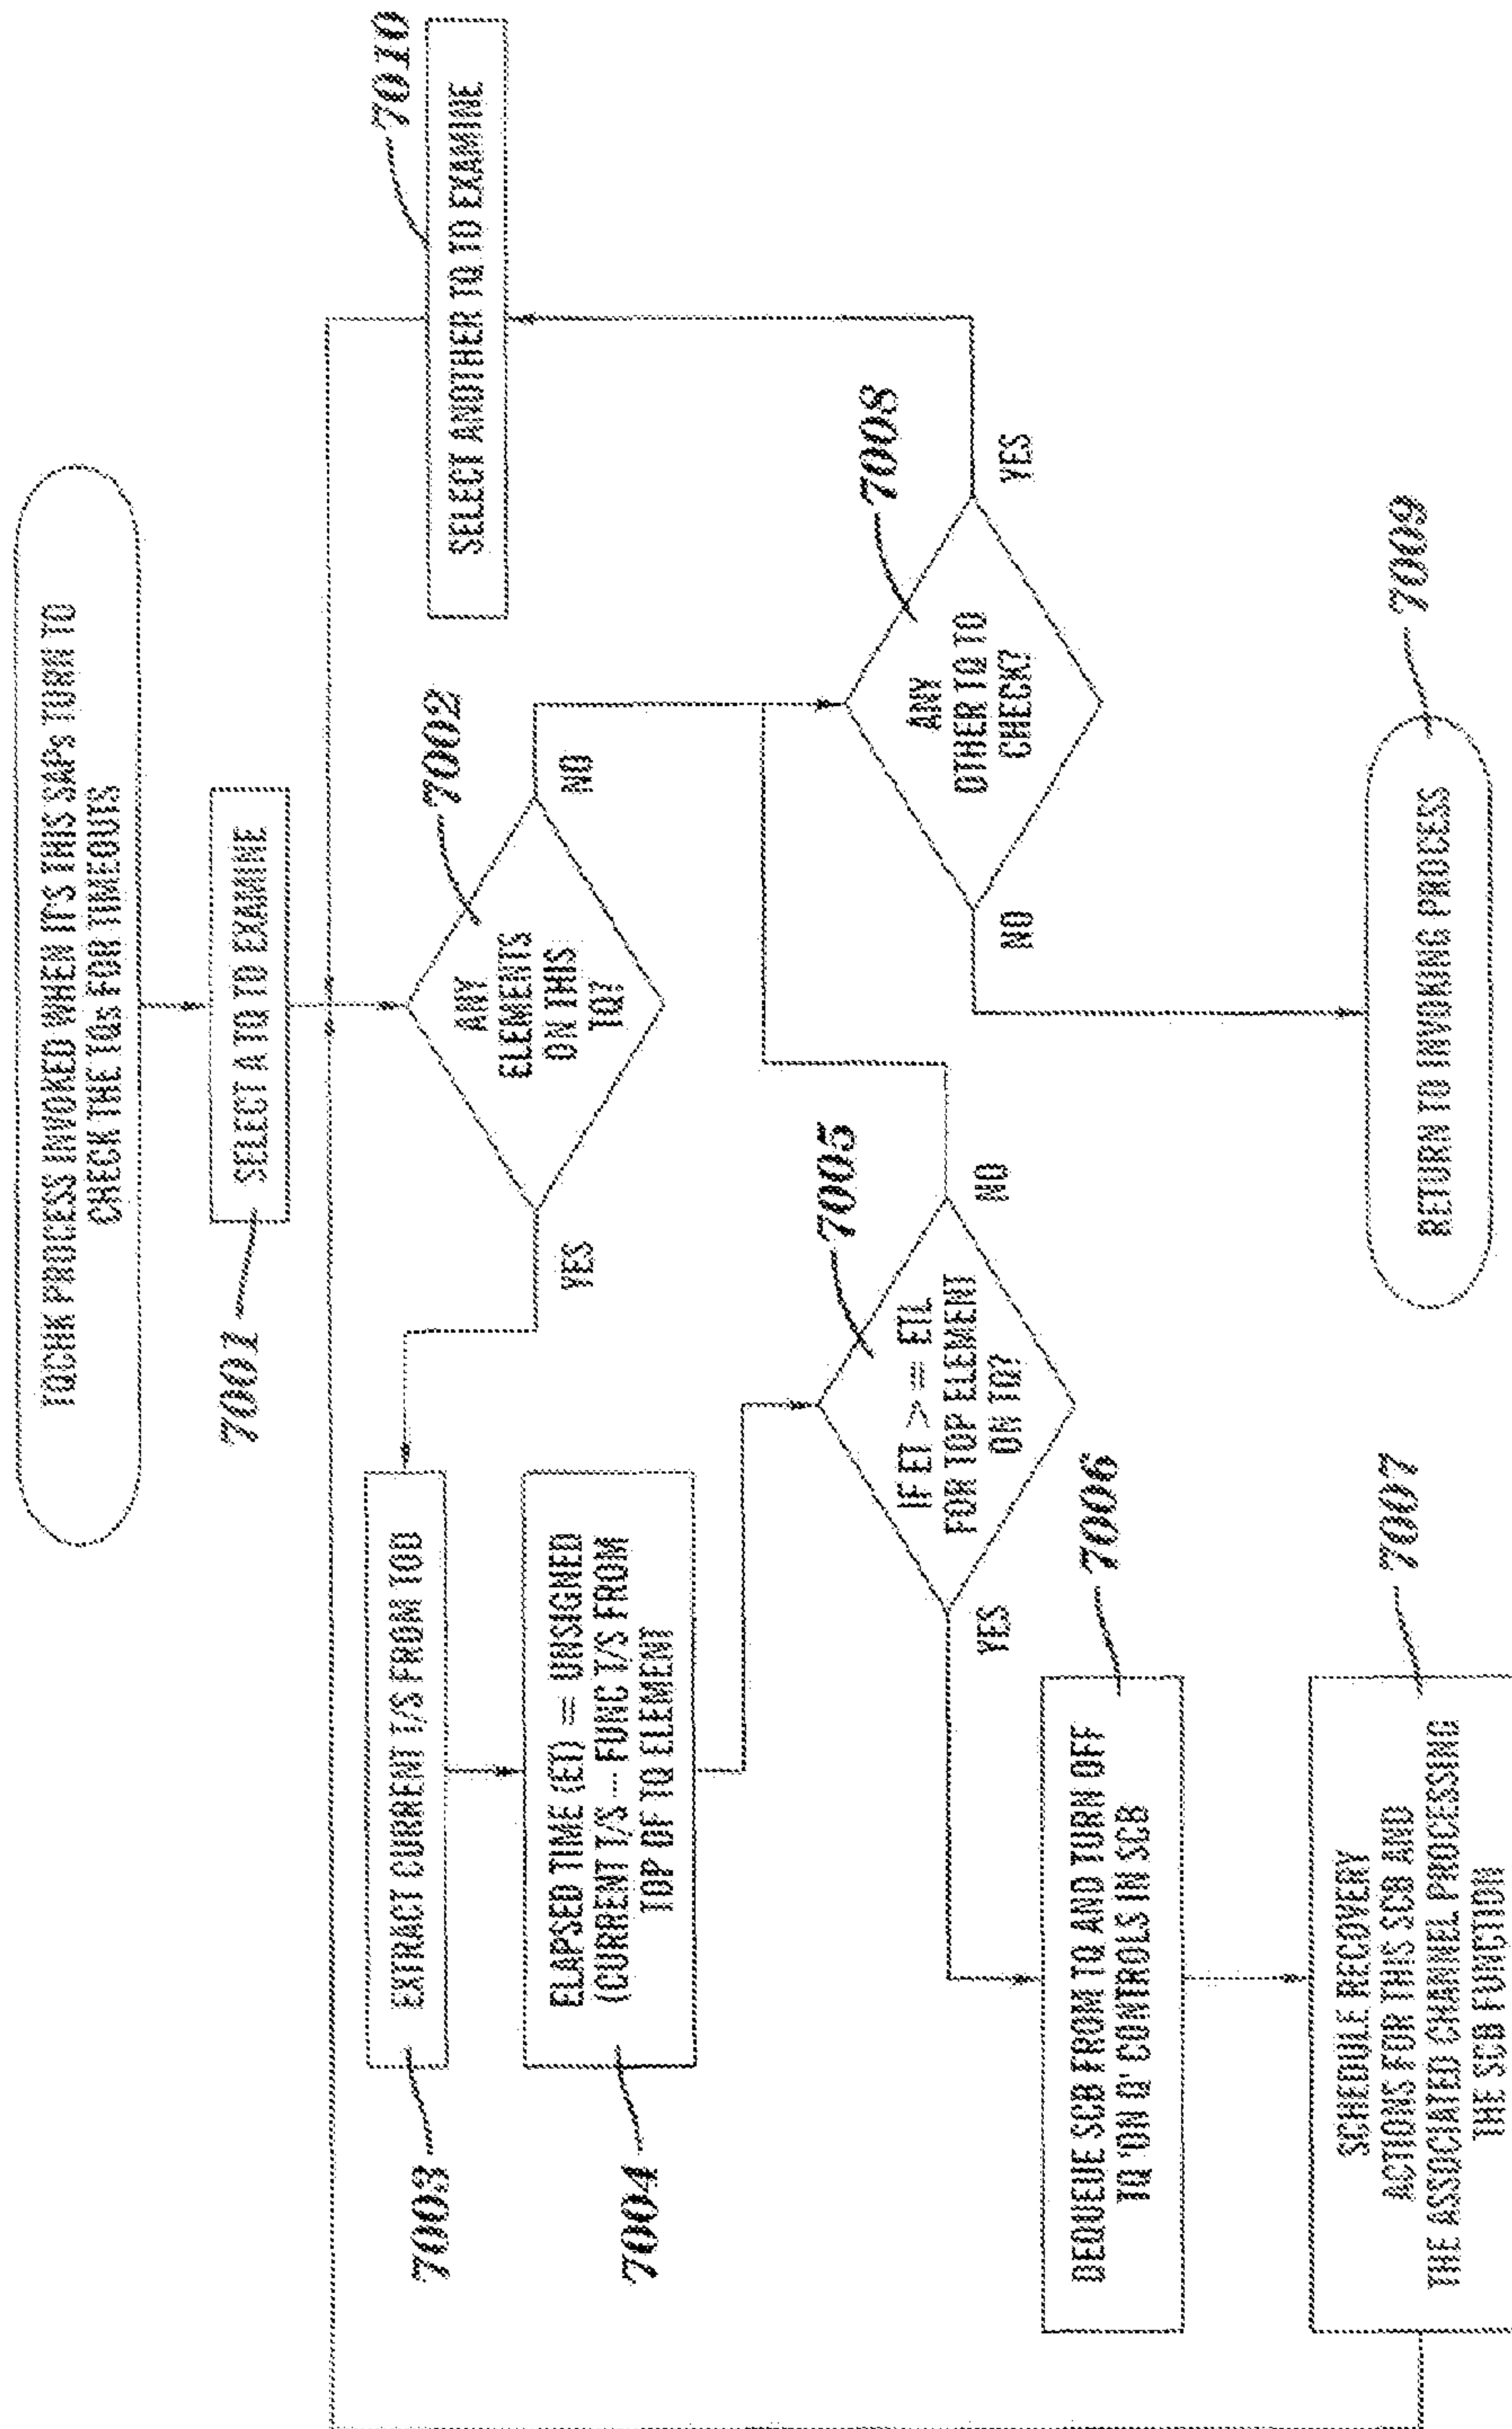 TQCHK PROCESS INVOKED WHEN IT'S THIS SAPs TURN TO
CHECK THE TQs FOR TIMEOUTS
7001
SELECT A TQ TO EXAMINE
7010
SELECT ANOTHER TQ TO EXAMINE
7002
ANY
ELEMENTS
ON THIS
TQ?
YES
NO
7003
EXTRACT CURRENT T/S FROM TOD
7004
ELAPSED TIME (ET) = UNSIGNED
(CURRENT T/S -- FUNC T/S FROM
TOP OF TQ ELEMENT
7005
IF ET >= ETL
FOR TOP ELEMENT
ON TQ?
YES
NO
7008
ANY
OTHER TQ TO
CHECK?
NO
YES
7006
DEQUEUE SCB FROM TQ AND TURN OFF
TQ 'ON Q' CONTROLS IN SCB
7007
SCHEDULE RECOVERY
ACTIONS FOR THIS SCB AND
THE ASSOCIATED CHANNEL PROCESSING
THE SCB FUNCTION
7009
RETURN TO INVOKING PROCESS